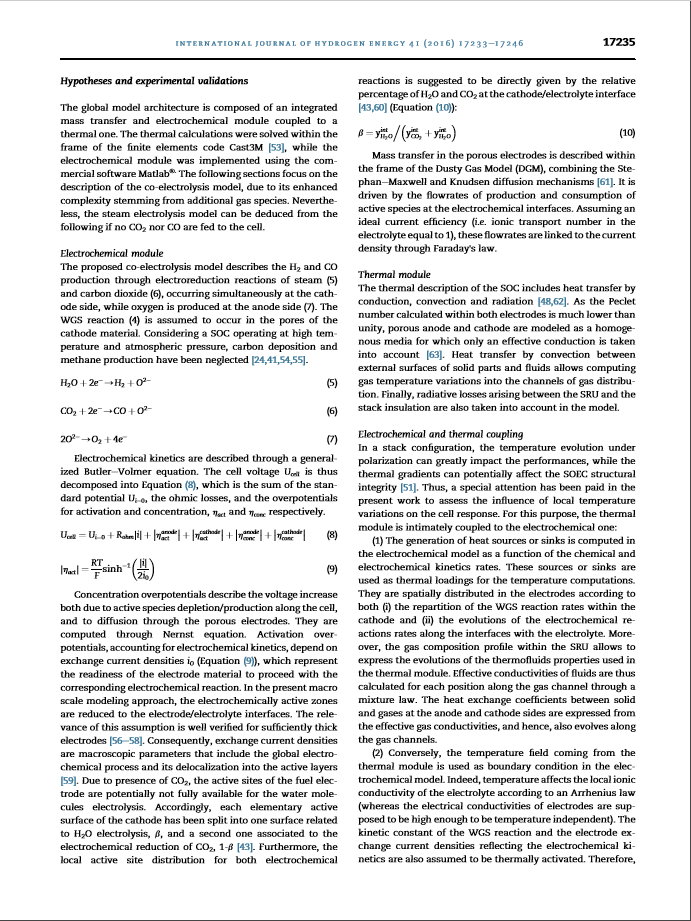 INTERNATIONAL JOURNAL OF HYDROGEN ENERGY 41 (2016) 17233–17246
17235
Hypotheses and experimental validations
The global model architecture is composed of an integrated
mass transfer and electrochemical module coupled to a
thermal one. The thermal calculations were solved within the
frame of the finite elements code Cast3M [53], while the
electrochemical module was implemented using the com-
mercial software Matlab®. The following sections focus on the
description of the co-electrolysis model, due to its enhanced
complexity stemming from additional gas species. Neverthe-
less, the steam electrolysis model can be deduced from the
following if no CO₂ nor CO are fed to the cell.
Electrochemical module
The proposed co-electrolysis model describes the H₂ and CO
production through electroreduction reactions of steam (5)
and carbon dioxide (6), occurring simultaneously at the cath-
ode side, while oxygen is produced at the anode side (7). The
WGS reaction (4) is assumed to occur in the pores of the
cathode material. Considering a SOC operating at high tem-
perature and atmospheric pressure, carbon deposition and
methane production have been neglected [24,41,54,55].
H₂O + 2e⁻ → H₂ + O²⁻ (5)
CO₂ + 2e⁻ → CO + O²⁻ (6)
2O²⁻ → O₂ + 4e⁻ (7)
Electrochemical kinetics are described through a general-
ized Butler–Volmer equation. The cell voltage U_cell is thus
decomposed into Equation (8), which is the sum of the stan-
dard potential U_i=0, the ohmic losses, and the overpotentials
for activation and concentration, η_act and η_conc respectively.
U_cell = U_i=0 + R_ohm|i| + |η_act^anode| + |η_act^cathode| + |η_conc^anode| + |η_conc^cathode| (8)
|η_act| = RT/F sinh⁻¹(|i|/2i₀) (9)
Concentration overpotentials describe the voltage increase
both due to active species depletion/production along the cell,
and to diffusion through the porous electrodes. They are
computed through Nernst equation. Activation over-
potentials, accounting for electrochemical kinetics, depend on
exchange current densities i₀ (Equation (9)), which represent
the readiness of the electrode material to proceed with the
corresponding electrochemical reaction. In the present macro
scale modeling approach, the electrochemically active zones
are reduced to the electrode/electrolyte interfaces. The rele-
vance of this assumption is well verified for sufficiently thick
electrodes [56–58]. Consequently, exchange current densities
are macroscopic parameters that include the global electro-
chemical process and its delocalization into the active layers
[59]. Due to presence of CO₂, the active sites of the fuel elec-
trode are potentially not fully available for the water mole-
cules electrolysis. Accordingly, each elementary active
surface of the cathode has been split into one surface related
to H₂O electrolysis, β, and a second one associated to the
electrochemical reduction of CO₂, 1-β [43]. Furthermore, the
local active site distribution for both electrochemical
reactions is suggested to be directly given by the relative
percentage of H₂O and CO₂ at the cathode/electrolyte interface
[43,60] (Equation (10)):
β = y_H₂O^int / (y_CO₂^int + y_H₂O^int) (10)
Mass transfer in the porous electrodes is described within
the frame of the Dusty Gas Model (DGM), combining the Ste-
phan–Maxwell and Knudsen diffusion mechanisms [61]. It is
driven by the flowrates of production and consumption of
active species at the electrochemical interfaces. Assuming an
ideal current efficiency (i.e. ionic transport number in the
electrolyte equal to 1), these flowrates are linked to the current
density through Faraday's law.
Thermal module
The thermal description of the SOC includes heat transfer by
conduction, convection and radiation [48,62]. As the Peclet
number calculated within both electrodes is much lower than
unity, porous anode and cathode are modeled as a homoge-
nous media for which only an effective conduction is taken
into account [63]. Heat transfer by convection between
external surfaces of solid parts and fluids allows computing
gas temperature variations into the channels of gas distribu-
tion. Finally, radiative losses arising between the SRU and the
stack insulation are also taken into account in the model.
Electrochemical and thermal coupling
In a stack configuration, the temperature evolution under
polarization can greatly impact the performances, while the
thermal gradients can potentially affect the SOEC structural
integrity [51]. Thus, a special attention has been paid in the
present work to assess the influence of local temperature
variations on the cell response. For this purpose, the thermal
module is intimately coupled to the electrochemical one:
(1) The generation of heat sources or sinks is computed in
the electrochemical model as a function of the chemical and
electrochemical kinetics rates. These sources or sinks are
used as thermal loadings for the temperature computations.
They are spatially distributed in the electrodes according to
both (i) the repartition of the WGS reaction rates within the
cathode and (ii) the evolutions of the electrochemical re-
actions rates along the interfaces with the electrolyte. More-
over, the gas composition profile within the SRU allows to
express the evolutions of the thermofluids properties used in
the thermal module. Effective conductivities of fluids are thus
calculated for each position along the gas channel through a
mixture law. The heat exchange coefficients between solid
and gases at the anode and cathode sides are expressed from
the effective gas conductivities, and hence, also evolves along
the gas channels.
(2) Conversely, the temperature field coming from the
thermal module is used as boundary condition in the elec-
trochemical model. Indeed, temperature affects the local ionic
conductivity of the electrolyte according to an Arrhenius law
(whereas the electrical conductivities of electrodes are sup-
posed to be high enough to be temperature independent). The
kinetic constant of the WGS reaction and the electrode ex-
change current densities reflecting the electrochemical ki-
netics are also assumed to be thermally activated. Therefore,